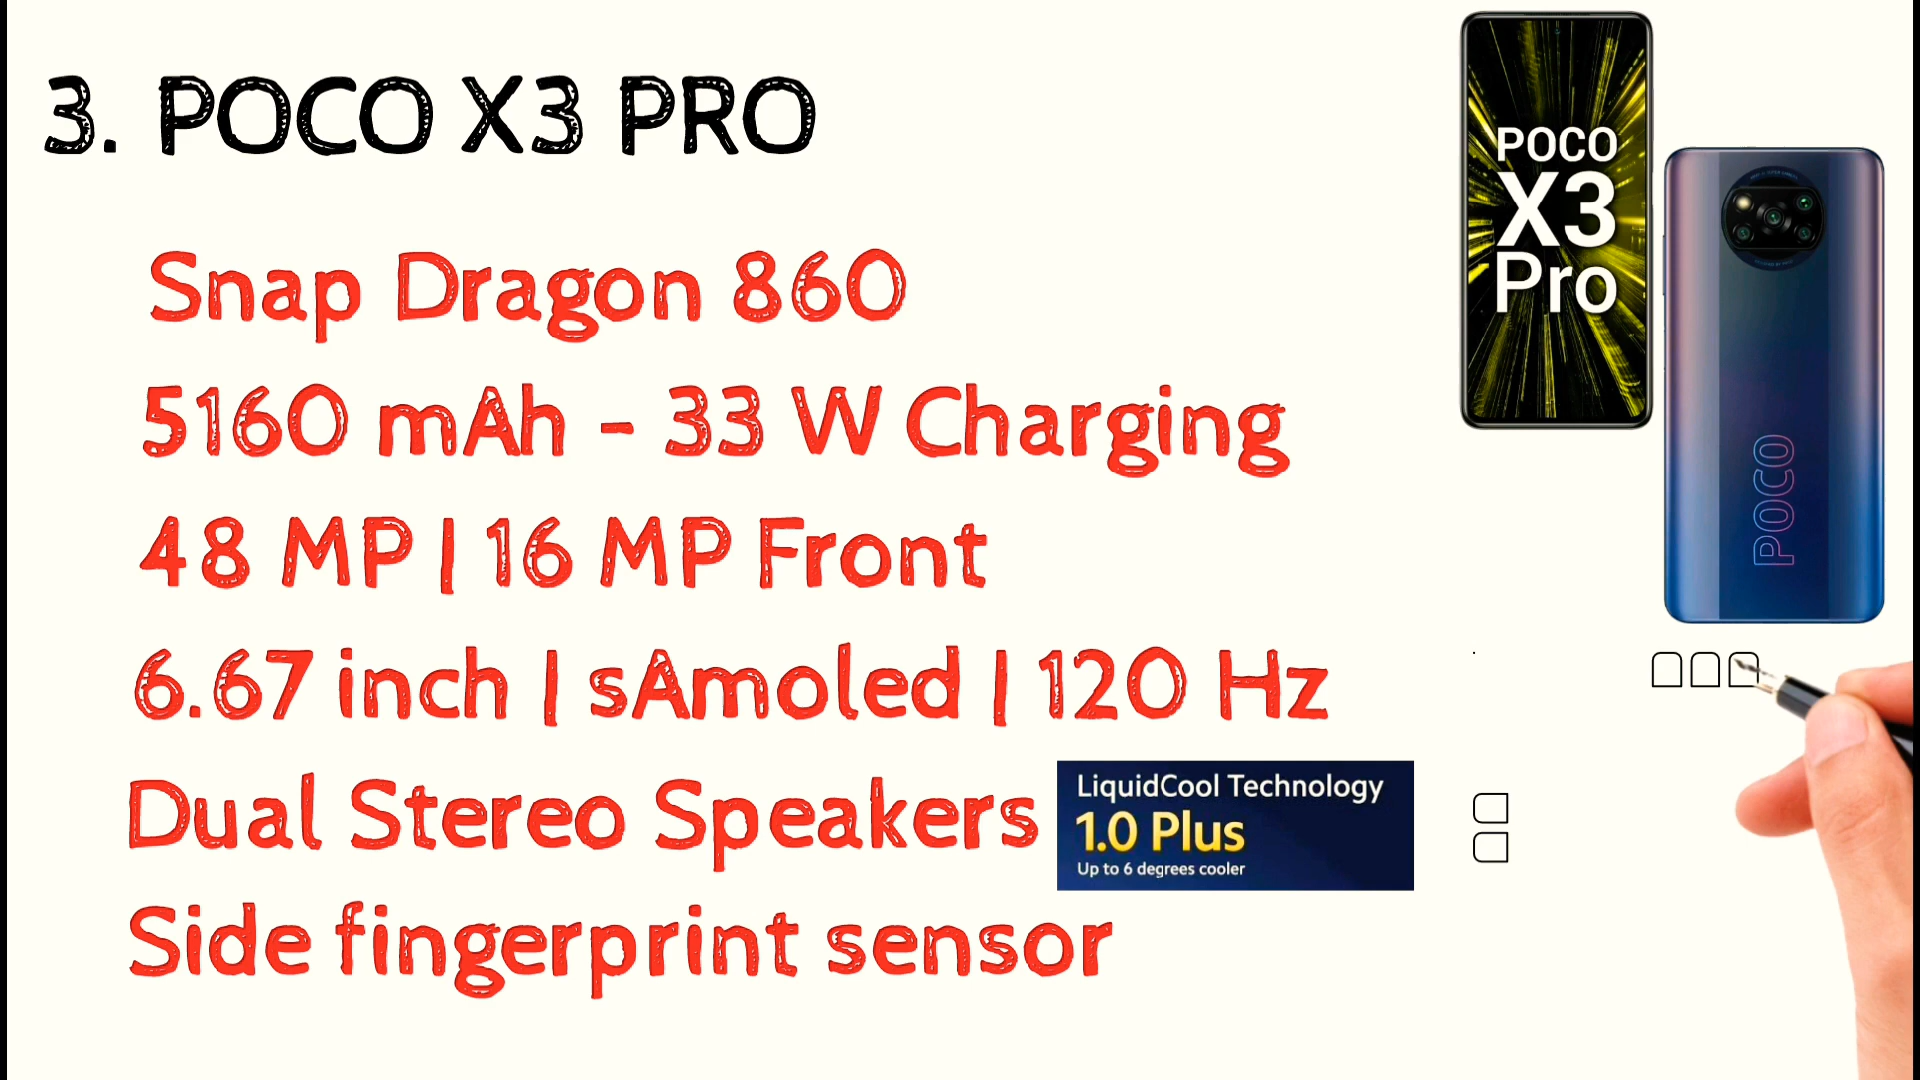 3. POCO X3 PRO
Snap Dragon 860
5160 mAh - 33 W Charging
48 MP | 16 MP Front
6.67 inch | sAmoled | 120 Hz
Dual Stereo Speakers
LiquidCool Technology
1.0 Plus
Up to 6 degrees cooler
Side fingerprint sensor
POCO
X3
Pro
POCO